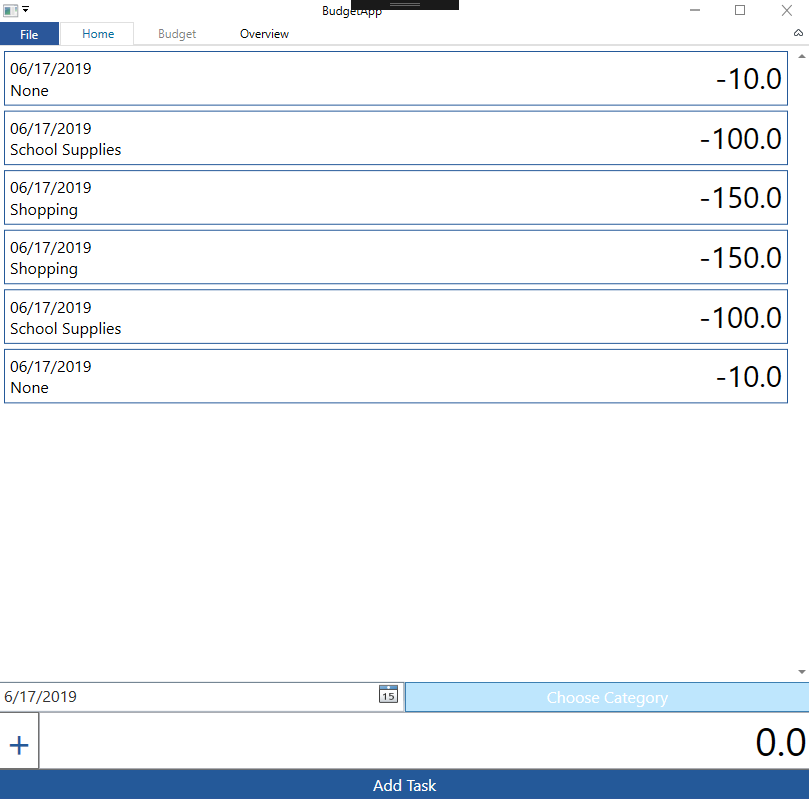 BudgetApp
File Home Budget Overview
06/17/2019
None
-10.0
06/17/2019
School Supplies
-100.0
06/17/2019
Shopping
-150.0
06/17/2019
Shopping
-150.0
06/17/2019
School Supplies
-100.0
06/17/2019
None
-10.0
6/17/2019
15
Choose Category
+
0.0
Add Task